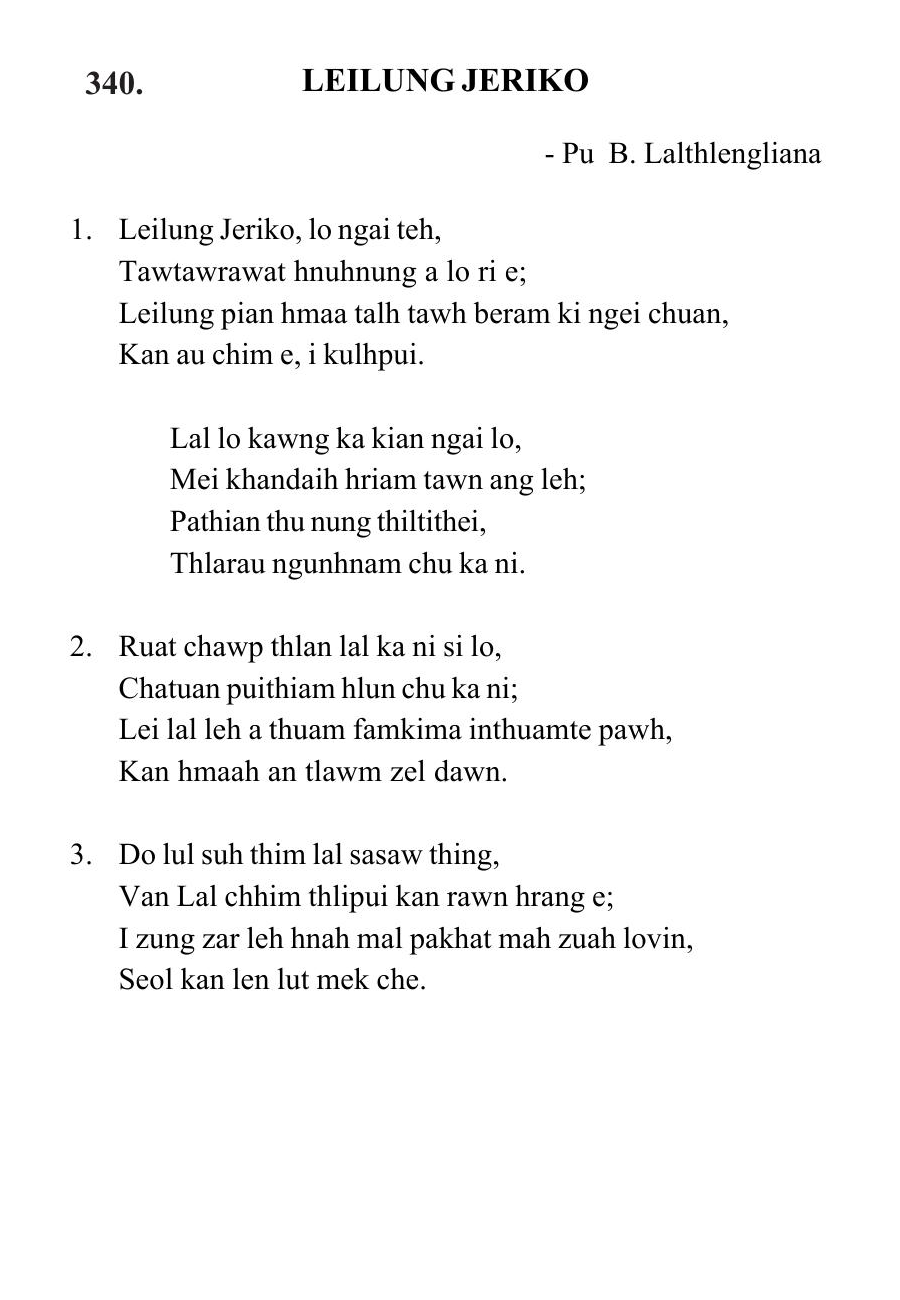 340. LEILUNG JERIKO
- Pu B. Lalthlengliana
1. Leilung Jeriko, lo ngai teh,
Tawtawrawat hnuhnung a lo ri e;
Leilung pian hmaa talh tawh beram ki ngei chuan,
Kan au chim e, i kulhpui.
Lal lo kawng ka kian ngai lo,
Mei khandaih hriam tawn ang leh;
Pathian thu nung thiltithei,
Thlarau ngunhnam chu ka ni.
2. Ruat chawp thlan lal ka ni si lo,
Chatuan puithiam hlun chu ka ni;
Lei lal leh a thuam famkima inthuamte pawh,
Kan hmaah an tlawm zel dawn.
3. Do lul suh thim lal sasaw thing,
Van Lal chhim thlipui kan rawn hrang e;
I zung zar leh hnah mal pakhat mah zuah lovin,
Seol kan len lut mek che.